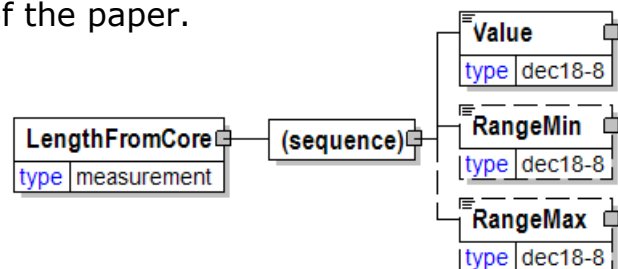 f the paper.
Value
type dec18-8
LengthFromCore
type measurement
(sequence)
RangeMin
type dec18-8
RangeMax
type dec18-8